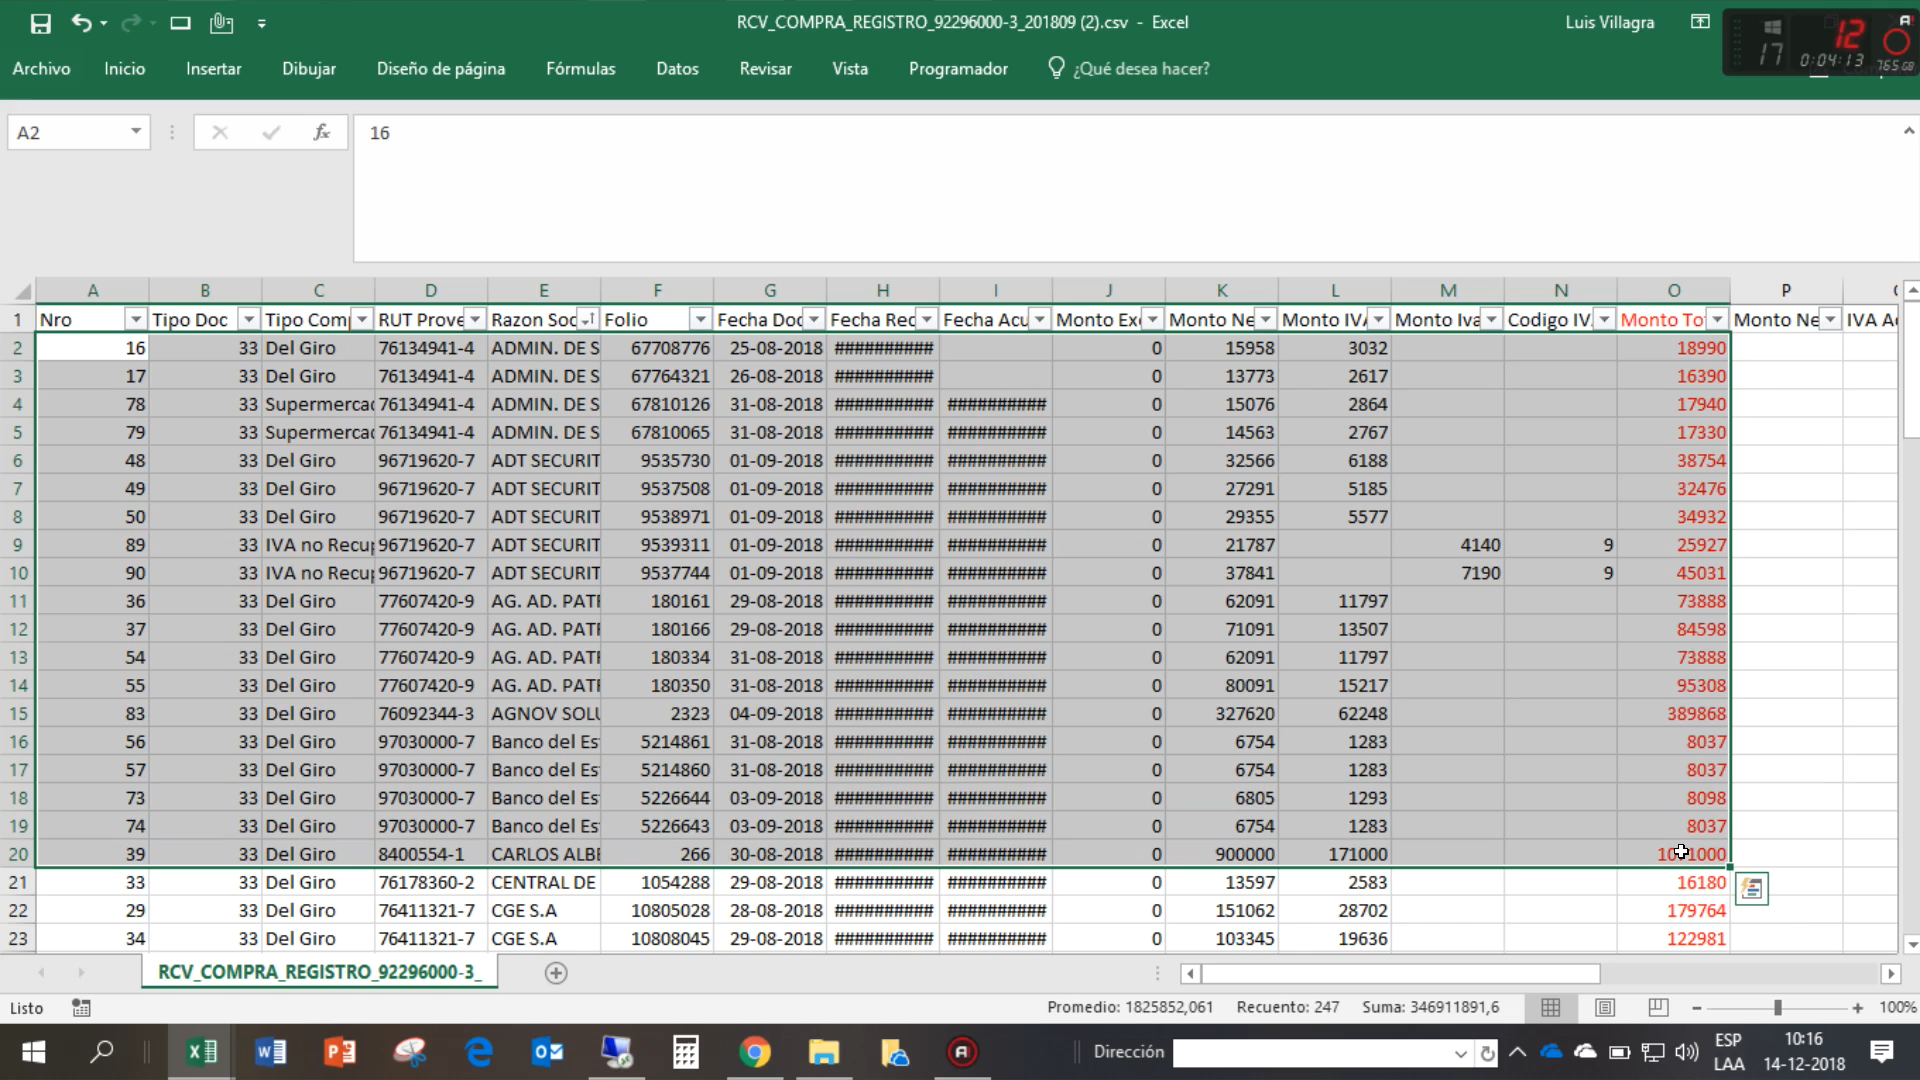 RCV_COMPRA_REGISTRO_92296000-3_201809 (2).csv - Excel
Luis Villagra
12
17
0:04:13
765 GB
Archivo Inicio Insertar Dibujar Diseño de página Fórmulas Datos Revisar Vista Programador ¿Qué desea hacer?
A2 fx 16
A B C D E F G H I J K L M N O P
1 Nro Tipo Doc Tipo Comp RUT Prove Razon Soc Folio Fecha Doc Fecha Rec Fecha Acu Monto Exe Monto Ne Monto IVA Monto Iva Codigo IV. Monto To Monto Ne IVA A
2 16 33 Del Giro 76134941-4 ADMIN. DE S 67708776 25-08-2018 ########## 0 15958 3032 18990
3 17 33 Del Giro 76134941-4 ADMIN. DE S 67764321 26-08-2018 ########## 0 13773 2617 16390
4 78 33 Supermercad 76134941-4 ADMIN. DE S 67810126 31-08-2018 ########## ########## 0 15076 2864 17940
5 79 33 Supermercad 76134941-4 ADMIN. DE S 67810065 31-08-2018 ########## ########## 0 14563 2767 17330
6 48 33 Del Giro 96719620-7 ADT SECURIT 9535730 01-09-2018 ########## ########## 0 32566 6188 38754
7 49 33 Del Giro 96719620-7 ADT SECURIT 9537508 01-09-2018 ########## ########## 0 27291 5185 32476
8 50 33 Del Giro 96719620-7 ADT SECURIT 9538971 01-09-2018 ########## ########## 0 29355 5577 34932
9 89 33 IVA no Recup 96719620-7 ADT SECURIT 9539311 01-09-2018 ########## ########## 0 21787 4140 9 25927
10 90 33 IVA no Recup 96719620-7 ADT SECURIT 9537744 01-09-2018 ########## ########## 0 37841 7190 9 45031
11 36 33 Del Giro 77607420-9 AG. AD. PATR 180161 29-08-2018 ########## ########## 0 62091 11797 73888
12 37 33 Del Giro 77607420-9 AG. AD. PATR 180166 29-08-2018 ########## ########## 0 71091 13507 84598
13 54 33 Del Giro 77607420-9 AG. AD. PATR 180334 31-08-2018 ########## ########## 0 62091 11797 73888
14 55 33 Del Giro 77607420-9 AG. AD. PATR 180350 31-08-2018 ########## ########## 0 80091 15217 95308
15 83 33 Del Giro 76092344-3 AGNOV SOLU 2323 04-09-2018 ########## ########## 0 327620 62248 389868
16 56 33 Del Giro 97030000-7 Banco del Es 5214861 31-08-2018 ########## ########## 0 6754 1283 8037
17 57 33 Del Giro 97030000-7 Banco del Es 5214860 31-08-2018 ########## ########## 0 6754 1283 8037
18 73 33 Del Giro 97030000-7 Banco del Es 5226644 03-09-2018 ########## ########## 0 6805 1293 8098
19 74 33 Del Giro 97030000-7 Banco del Es 5226643 03-09-2018 ########## ########## 0 6754 1283 8037
20 39 33 Del Giro 8400554-1 CARLOS ALBE 266 30-08-2018 ########## ########## 0 900000 171000
21 33 33 Del Giro 76178360-2 CENTRAL DE 1054288 29-08-2018 ########## ########## 0 13597 2583 16180
22 29 33 Del Giro 76411321-7 CGE S.A 10805028 28-08-2018 ########## ########## 0 151062 28702 179764
23 34 33 Del Giro 76411321-7 CGE S.A 10808045 29-08-2018 ########## ########## 0 103345 19636 122981
RCV_COMPRA_REGISTRO_92296000-3_
Listo Promedio: 1825852,061 Recuento: 247 Suma: 346911891,6 100%
Dirección
ESP
LAA
10:16
14-12-2018